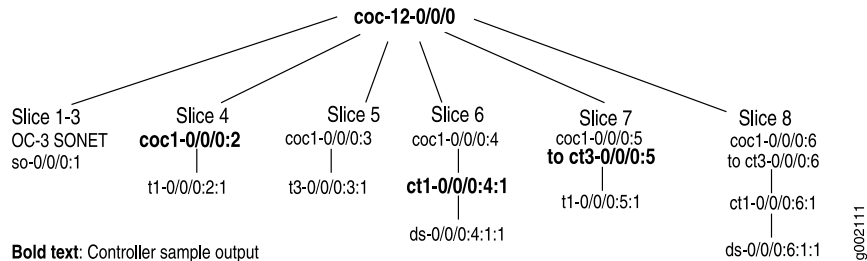 coc-12-0/0/0
Slice 1-3
OC-3 SONET
so-0/0/0:1
Slice 4
coc1-0/0/0:2
t1-0/0/0:2:1
Slice 5
coc1-0/0/0:3
t3-0/0/0:3:1
Slice 6
coc1-0/0/0:4
ct1-0/0/0:4:1
ds-0/0/0:4:1:1
Slice 7
coc1-0/0/0:5
to ct3-0/0/0:5
t1-0/0/0:5:1
Slice 8
coc1-0/0/0:6
to ct3-0/0/0:6
ct1-0/0/0:6:1
ds-0/0/0:6:1:1
Bold text: Controller sample output
g002111